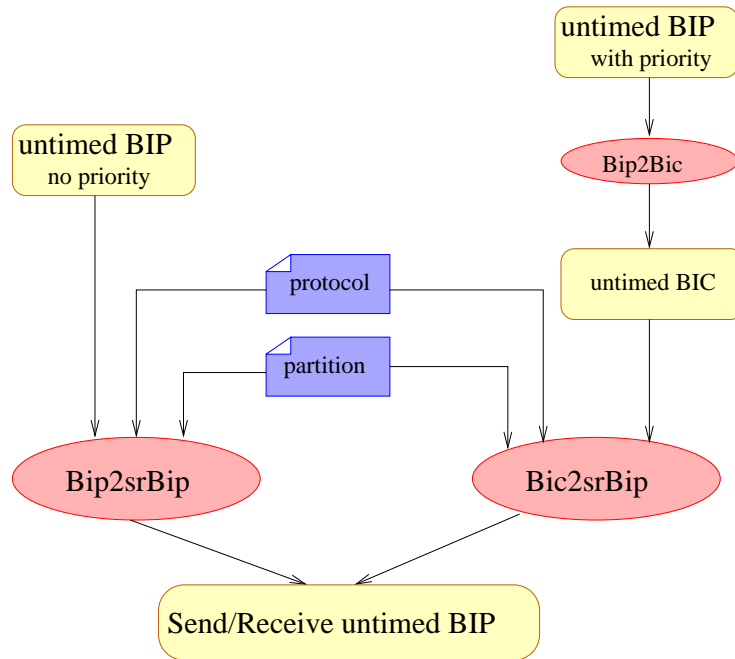 untimed BIP
with priority
untimed BIP
no priority
Bip2Bic
protocol
untimed BIC
partition
Bip2srBip
Bic2srBip
Send/Receive untimed BIP